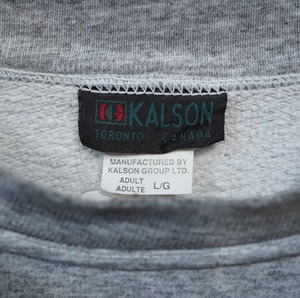 KALSON
TORONTO CANADA
MANUFACTURED BY
KALSON GROUP LTD.
ADULT
ADULTE L/G